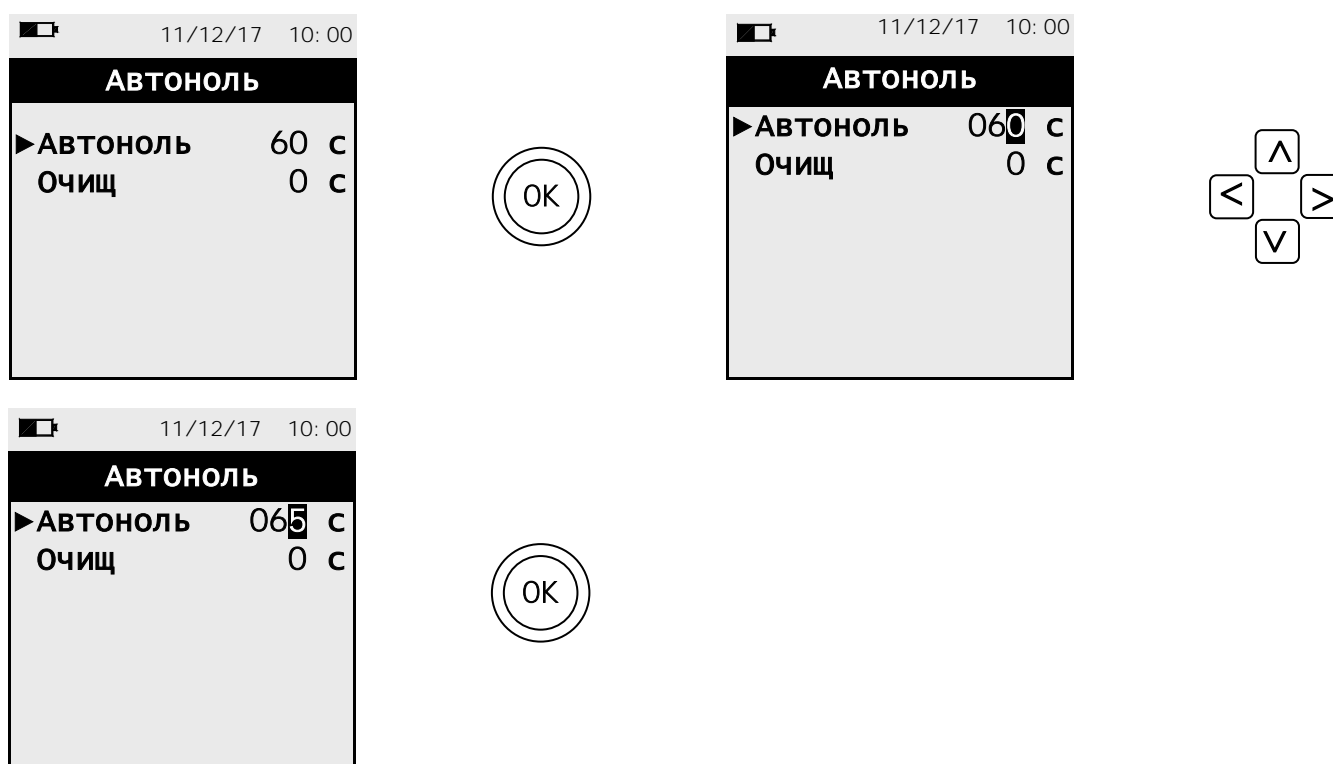 11/12/17 10:00
Автоноль
►Автоноль 60 с
Очищ 0 с
OK
11/12/17 10:00
Автоноль
►Автоноль 060 с
Очищ 0 с
^
< >
v
11/12/17 10:00
Автоноль
►Автоноль 065 с
Очищ 0 с
OK